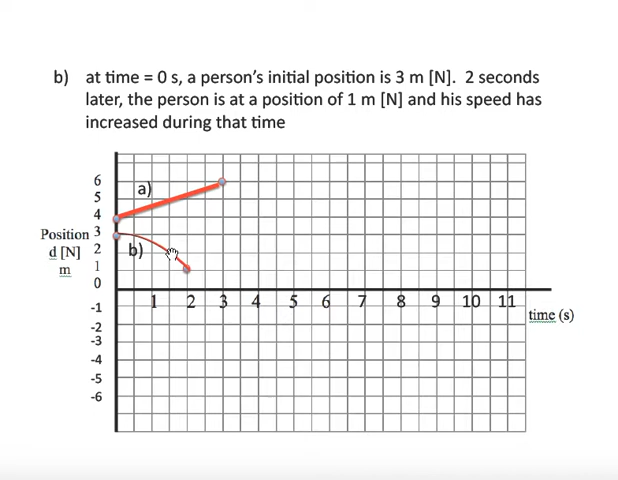 b) at time = 0 s, a person's initial position is 3 m [N]. 2 seconds
later, the person is at a position of 1 m [N] and his speed has
increased during that time
6
a)
5
4
Position 3
d [N] 2
b)
m 1
0
1 2 3 4 5 6 7 8 9 10 11
-1
time (s)
-2
-3
-4
-5
-6